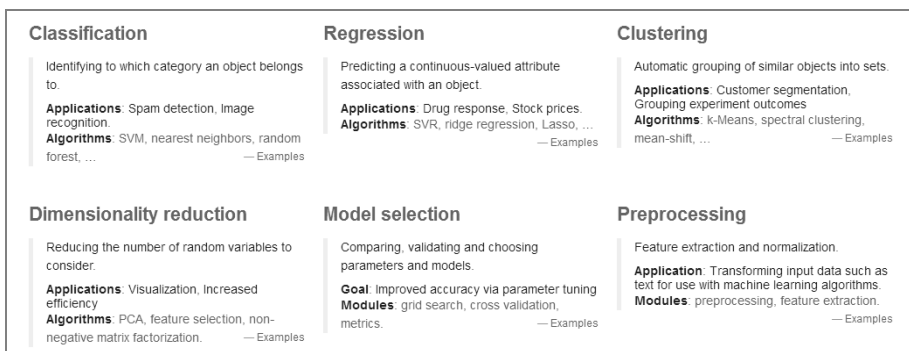 Classification
Identifying to which category an object belongs
to.
Applications: Spam detection, Image
recognition.
Algorithms: SVM, nearest neighbors, random
forest, …
— Examples
Regression
Predicting a continuous-valued attribute
associated with an object.
Applications: Drug response, Stock prices.
Algorithms: SVR, ridge regression, Lasso, …
— Examples
Clustering
Automatic grouping of similar objects into sets.
Applications: Customer segmentation,
Grouping experiment outcomes
Algorithms: k-Means, spectral clustering,
mean-shift, …
— Examples
Dimensionality reduction
Reducing the number of random variables to
consider.
Applications: Visualization, Increased
efficiency
Algorithms: PCA, feature selection, non-
negative matrix factorization.
— Examples
Model selection
Comparing, validating and choosing
parameters and models.
Goal: Improved accuracy via parameter tuning
Modules: grid search, cross validation,
metrics.
— Examples
Preprocessing
Feature extraction and normalization.
Application: Transforming input data such as
text for use with machine learning algorithms.
Modules: preprocessing, feature extraction.
— Examples